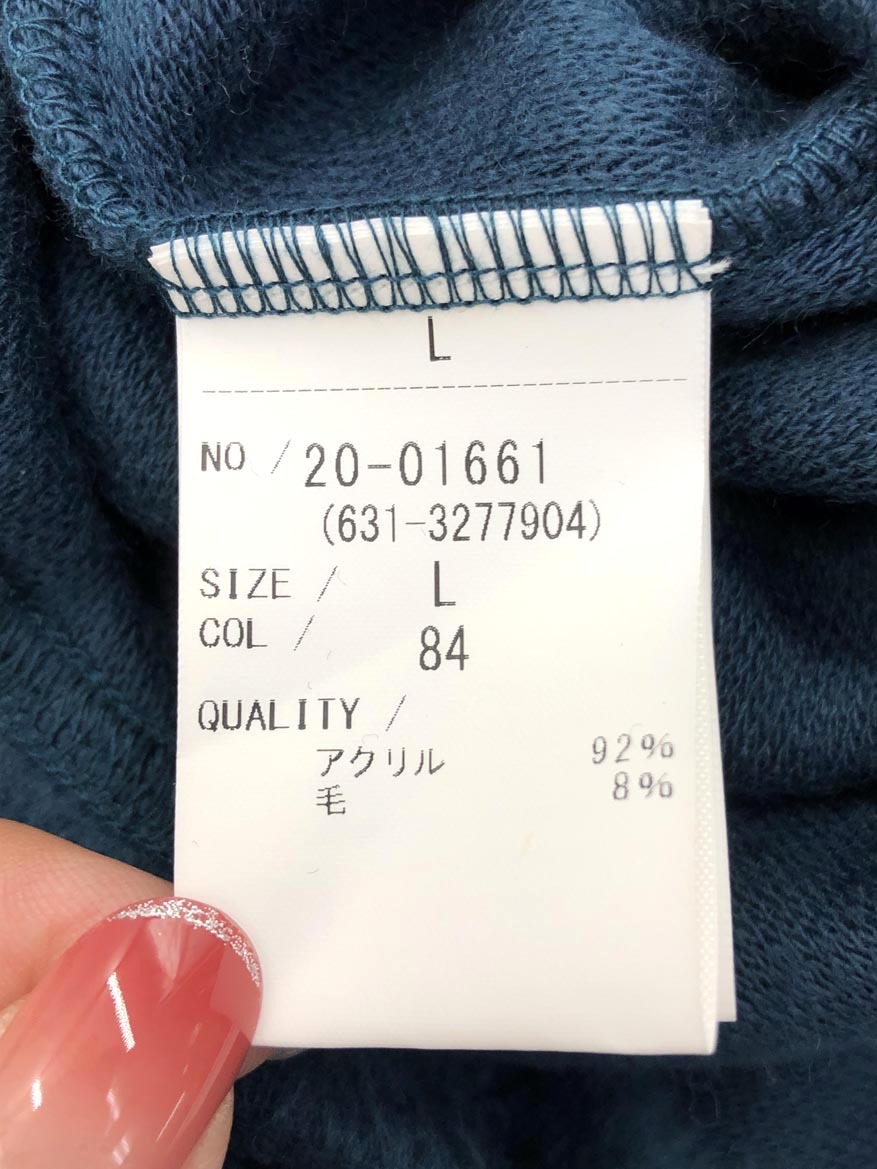 L
NO / 20-01661
(631-3277904)
SIZE / L
COL / 84
QUALITY /
アクリル 92%
毛 8%